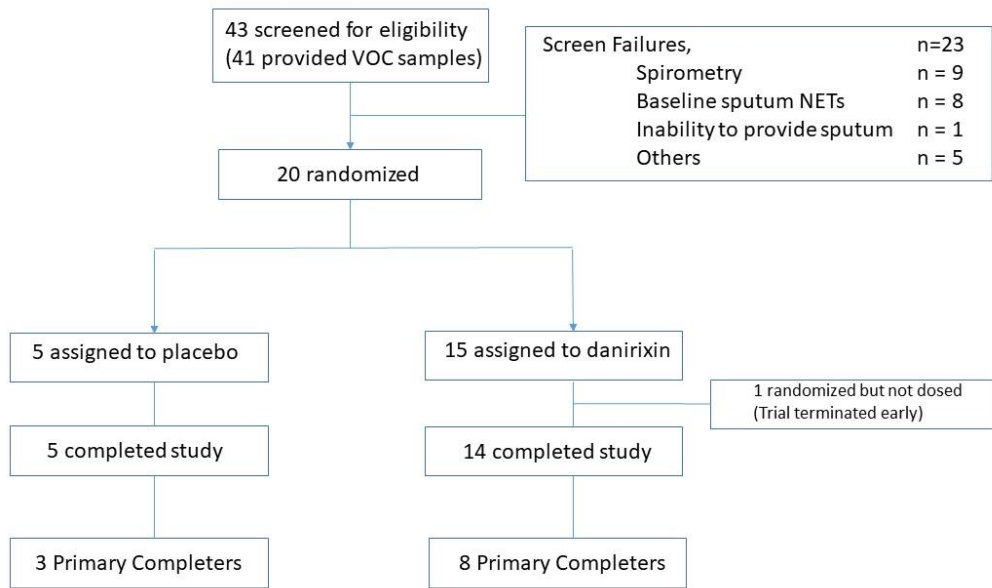 43 screened for eligibility
(41 provided VOC samples)
Screen Failures, n=23
Spirometry n = 9
Baseline sputum NETs n = 8
Inability to provide sputum n = 1
Others n = 5
20 randomized
5 assigned to placebo
15 assigned to danirixin
1 randomized but not dosed
(Trial terminated early)
5 completed study
14 completed study
3 Primary Completers
8 Primary Completers